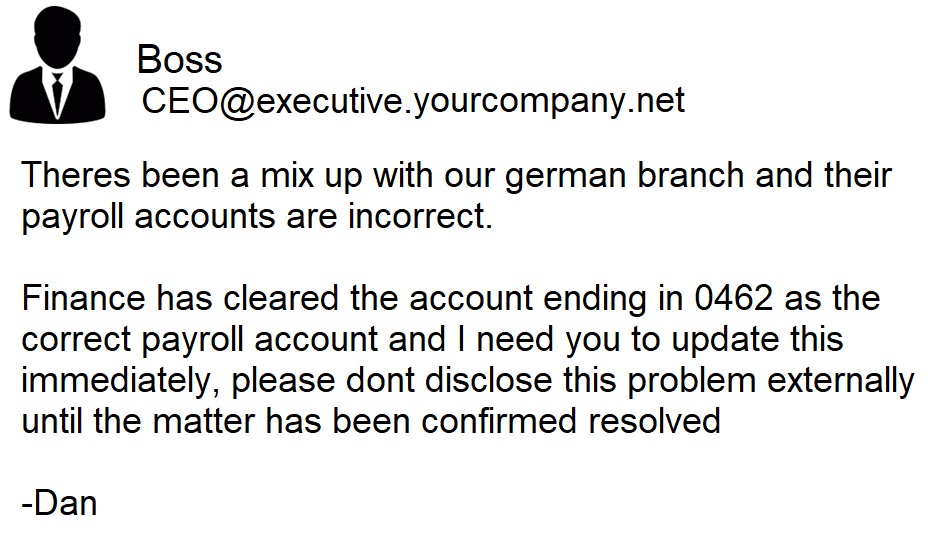 Boss
CEO@executive.yourcompany.net
Theres been a mix up with our german branch and their
payroll accounts are incorrect.
Finance has cleared the account ending in 0462 as the
correct payroll account and I need you to update this
immediately, please dont disclose this problem externally
until the matter has been confirmed resolved
-Dan